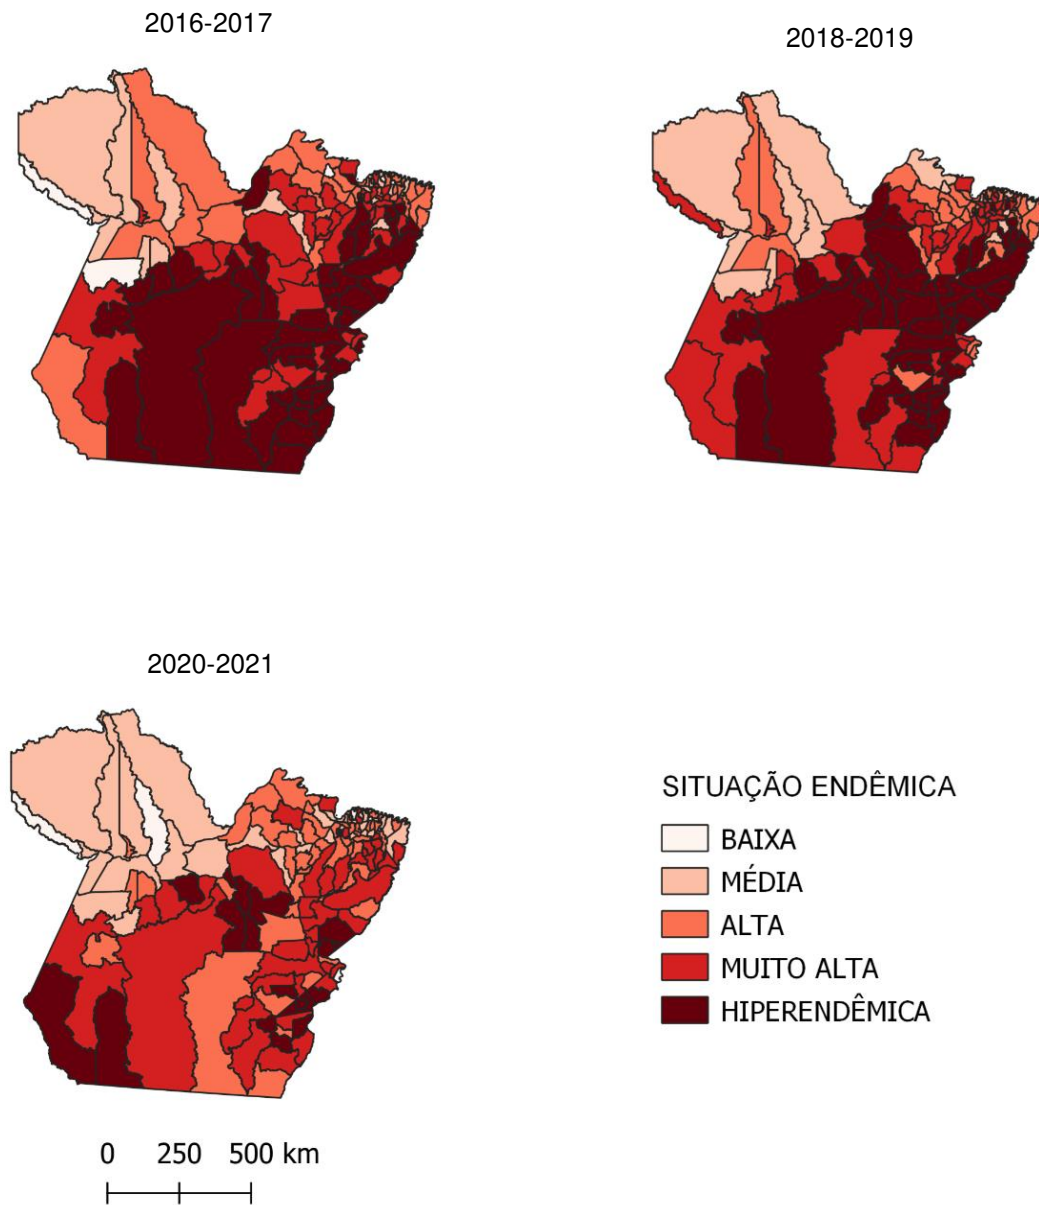 2016-2017
2018-2019
2020-2021
SITUAÇÃO ENDÊMICA
BAIXA
MÉDIA
ALTA
MUITO ALTA
HIPERENDÊMICA
0 250 500 km